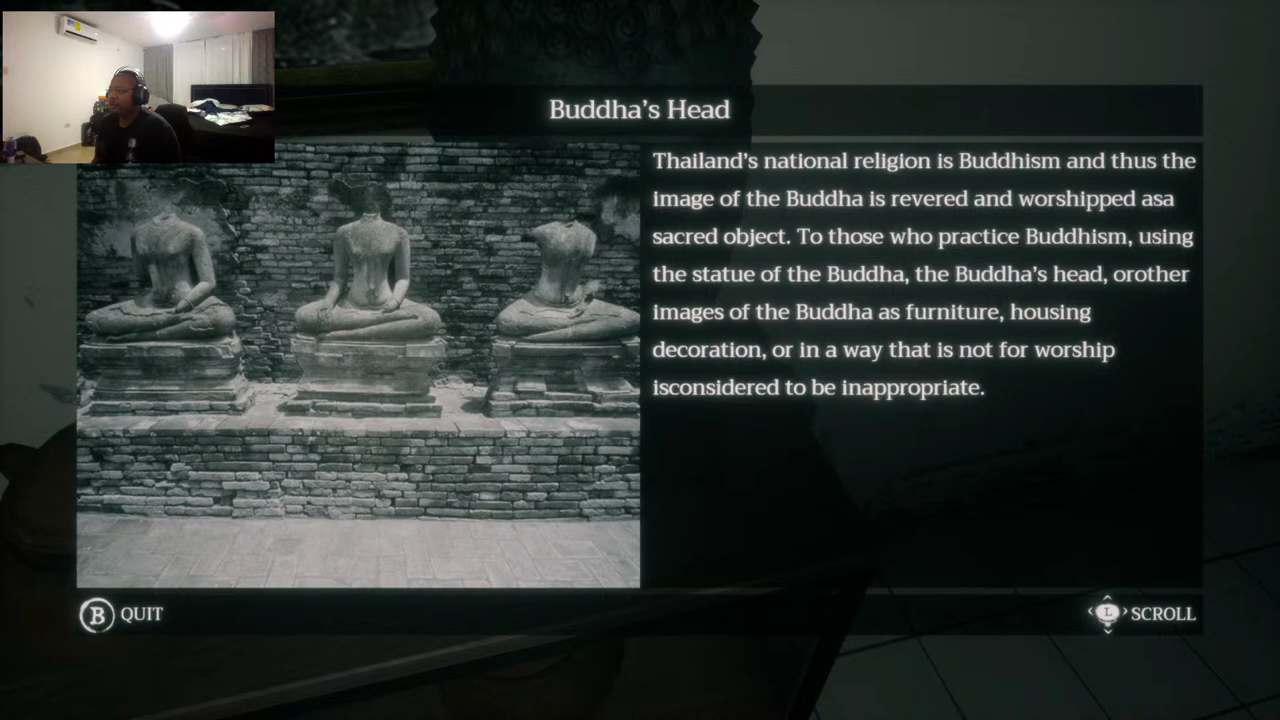 Buddha's Head
Thailand's national religion is Buddhism and thus the
image of the Buddha is revered and worshipped asa
sacred object. To those who practice Buddhism, using
the statue of the Buddha, the Buddha's head, orother
images of the Buddha as furniture, housing
decoration, or in a way that is not for worship
isconsidered to be inappropriate.
B QUIT
L SCROLL